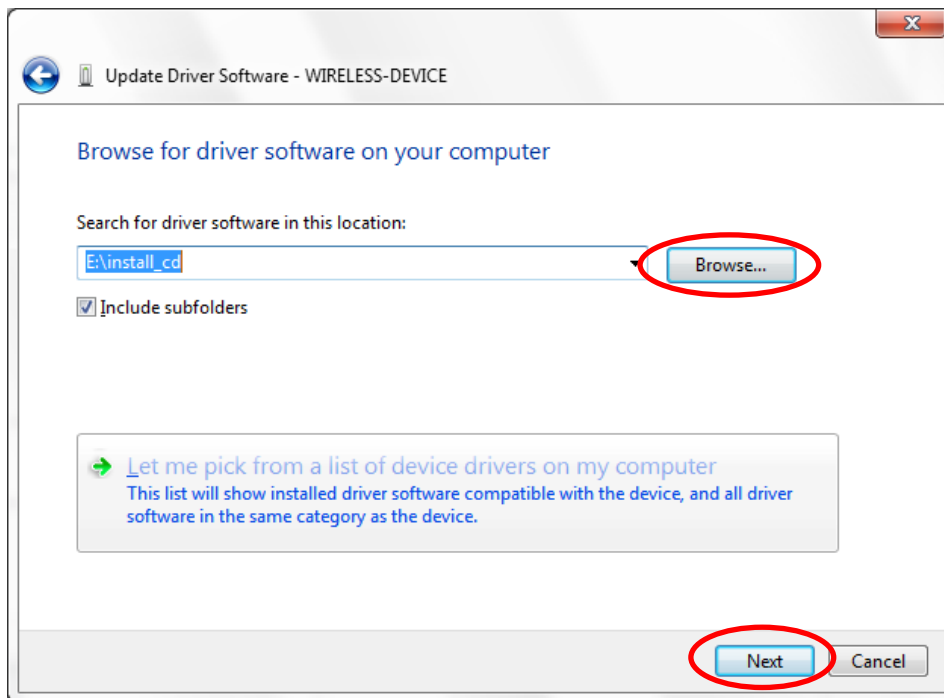 Update Driver Software - WIRELESS-DEVICE
Browse for driver software on your computer
Search for driver software in this location:
E:\install_cd
Browse...
Include subfolders
Let me pick from a list of device drivers on my computer
This list will show installed driver software compatible with the device, and all driver
software in the same category as the device.
Next Cancel